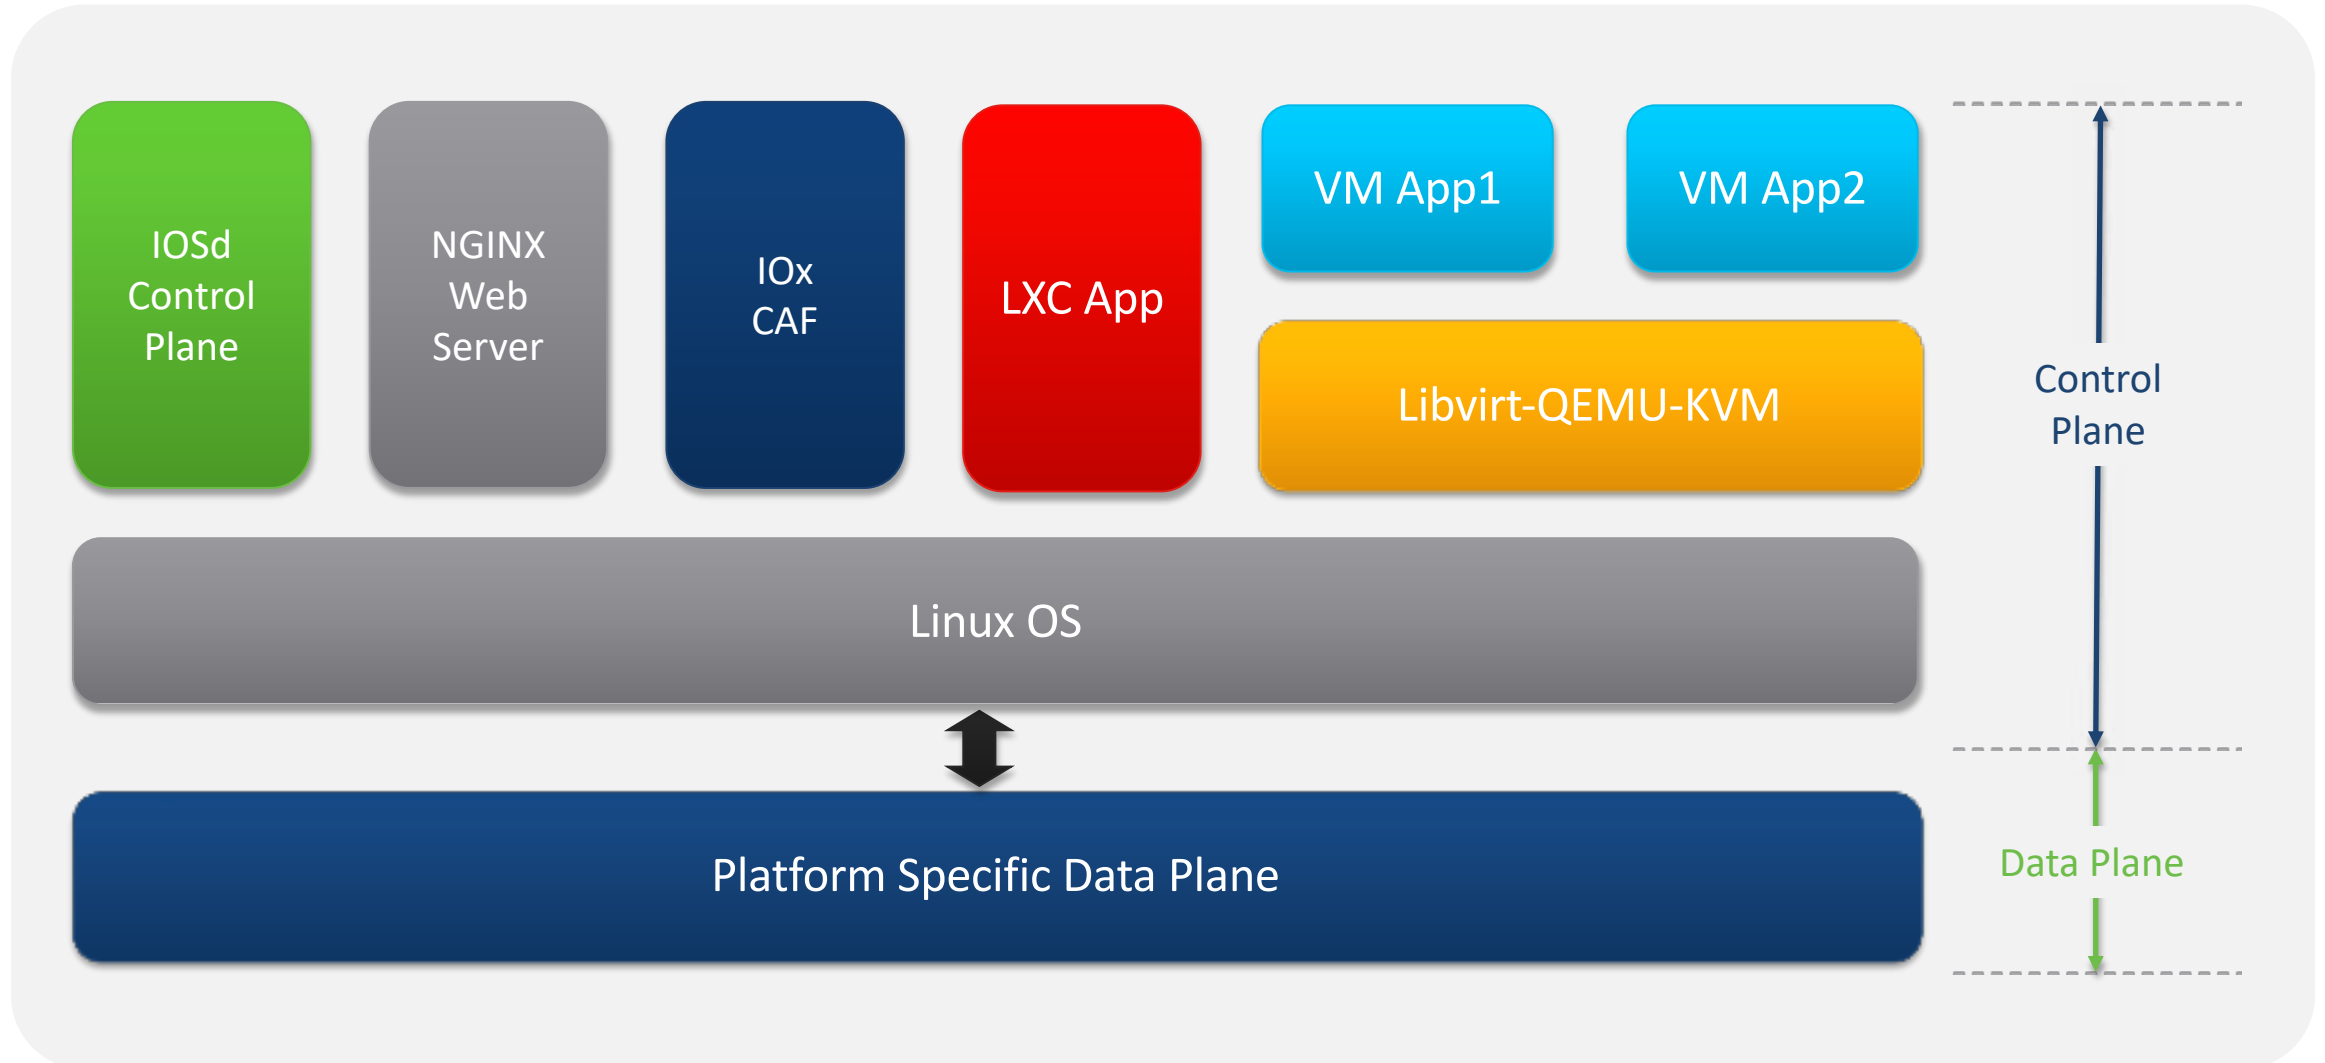 IOSd
Control
Plane
NGINX
Web
Server
IOx
CAF
LXC App
VM App1
VM App2
Libvirt-QEMU-KVM
Control
Plane
Linux OS
Platform Specific Data Plane
Data Plane